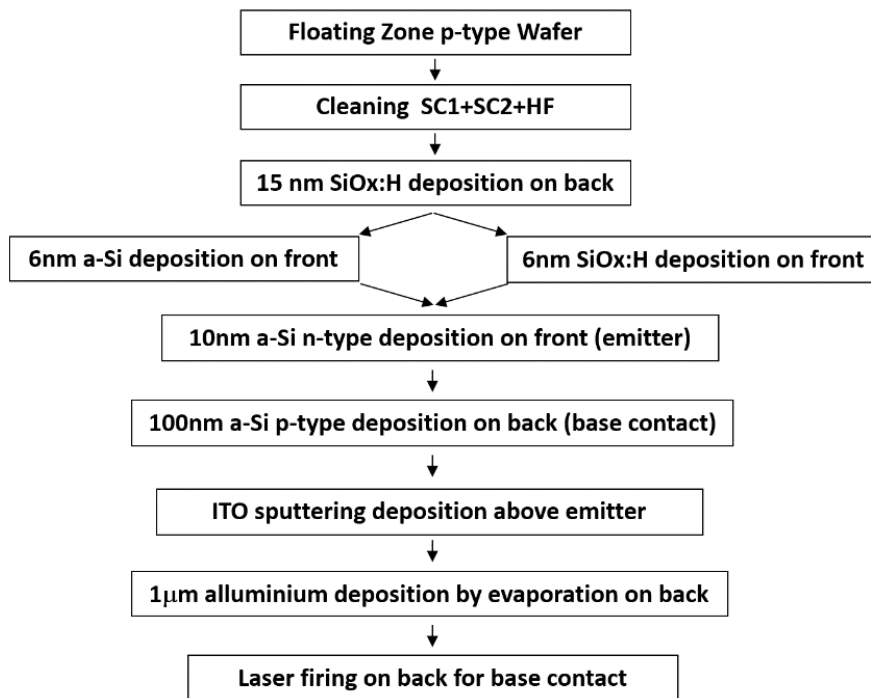 Floating Zone p-type Wafer
Cleaning SC1+SC2+HF
15 nm SiOx:H deposition on back
6nm a-Si deposition on front
6nm SiOx:H deposition on front
10nm a-Si n-type deposition on front (emitter)
100nm a-Si p-type deposition on back (base contact)
ITO sputtering deposition above emitter
1μm alluminium deposition by evaporation on back
Laser firing on back for base contact